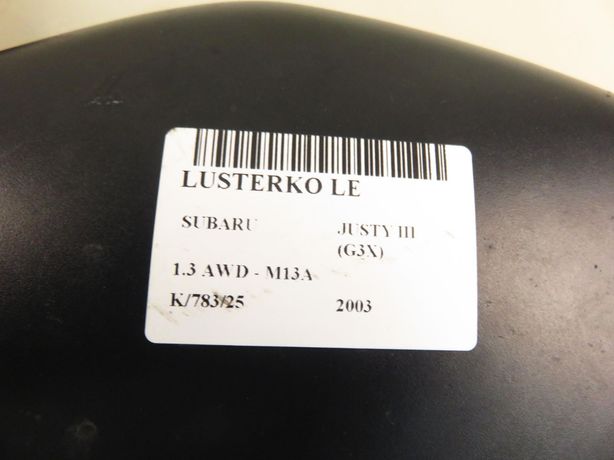 LUSTERKO LE
SUBARU JUSTY III
(G3X)
1.3 AWD - M13A
K/783/25 2003